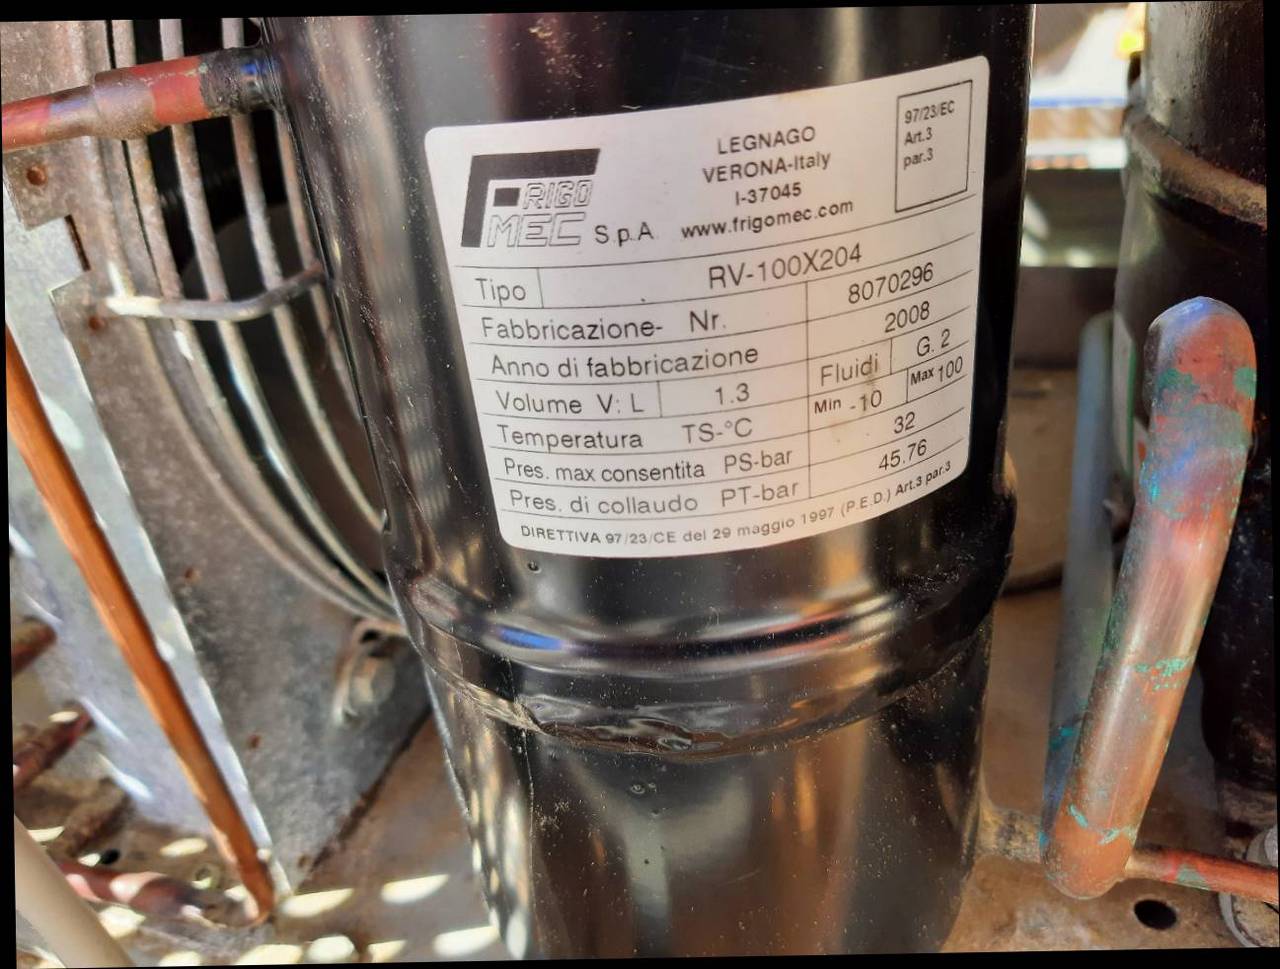 FRIGO
MEC S.p.A
LEGNAGO
VERONA-Italy
I-37045
www.frigomec.com
97/23/EC
Art.3
par.3
Tipo RV-100X204
Fabbricazione- Nr. 8070296
Anno di fabbricazione 2008
Volume V: L 1.3 Fluidi G. 2
Temperatura TS-°C Min -10 Max 100
Pres. max consentita PS-bar 32
Pres. di collaudo PT-bar 45.76
DIRETTIVA 97/23/CE del 29 maggio 1997 (P.E.D.) Art.3 par.3